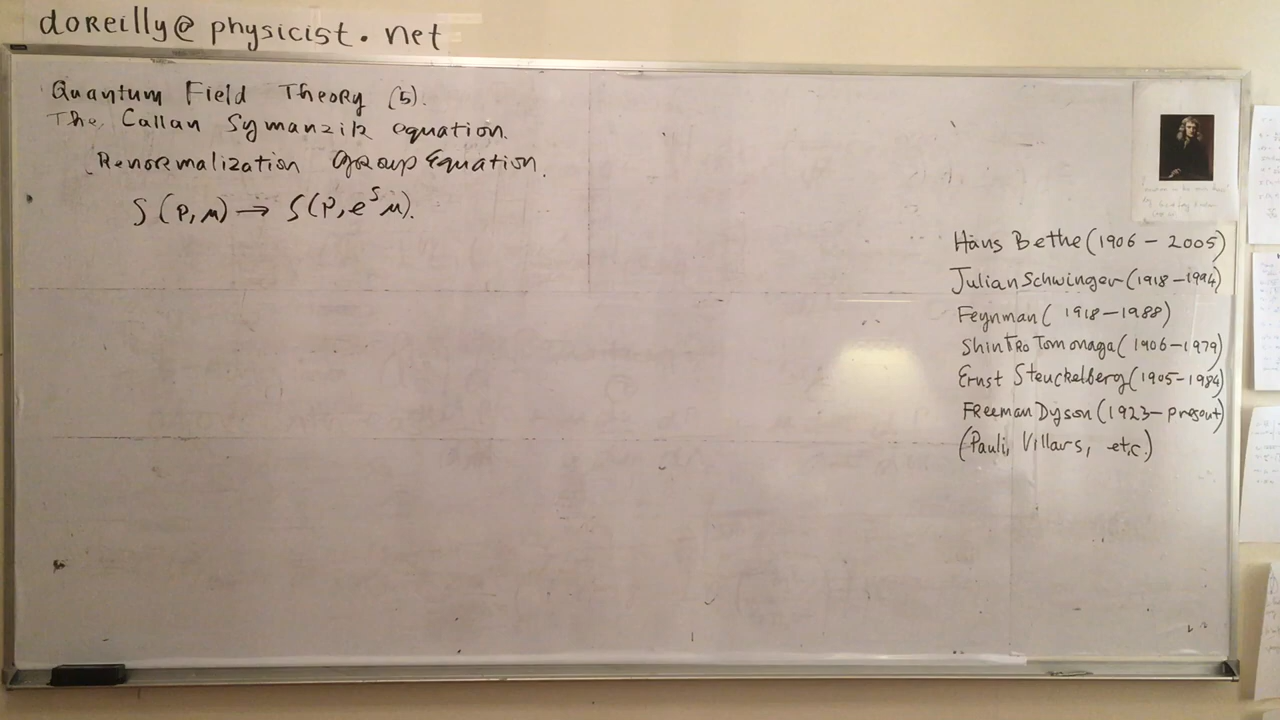 doReilly@physicist.net
Quantum Field Theory (5).
The Callan Symanzik equation.
Renormalization Group Equation.
S(p,μ) → S(p,e^s μ).
Hans Bethe (1906 – 2005)
Julian Schwinger (1918 – 1994)
Feynman ( 1918 – 1988)
ShintRo Tomonaga ( 1906 – 1979)
Ernst Steuckelberg (1905 – 1984)
Freeman Dyson (1923 – present)
(Pauli, Villars, etc.)